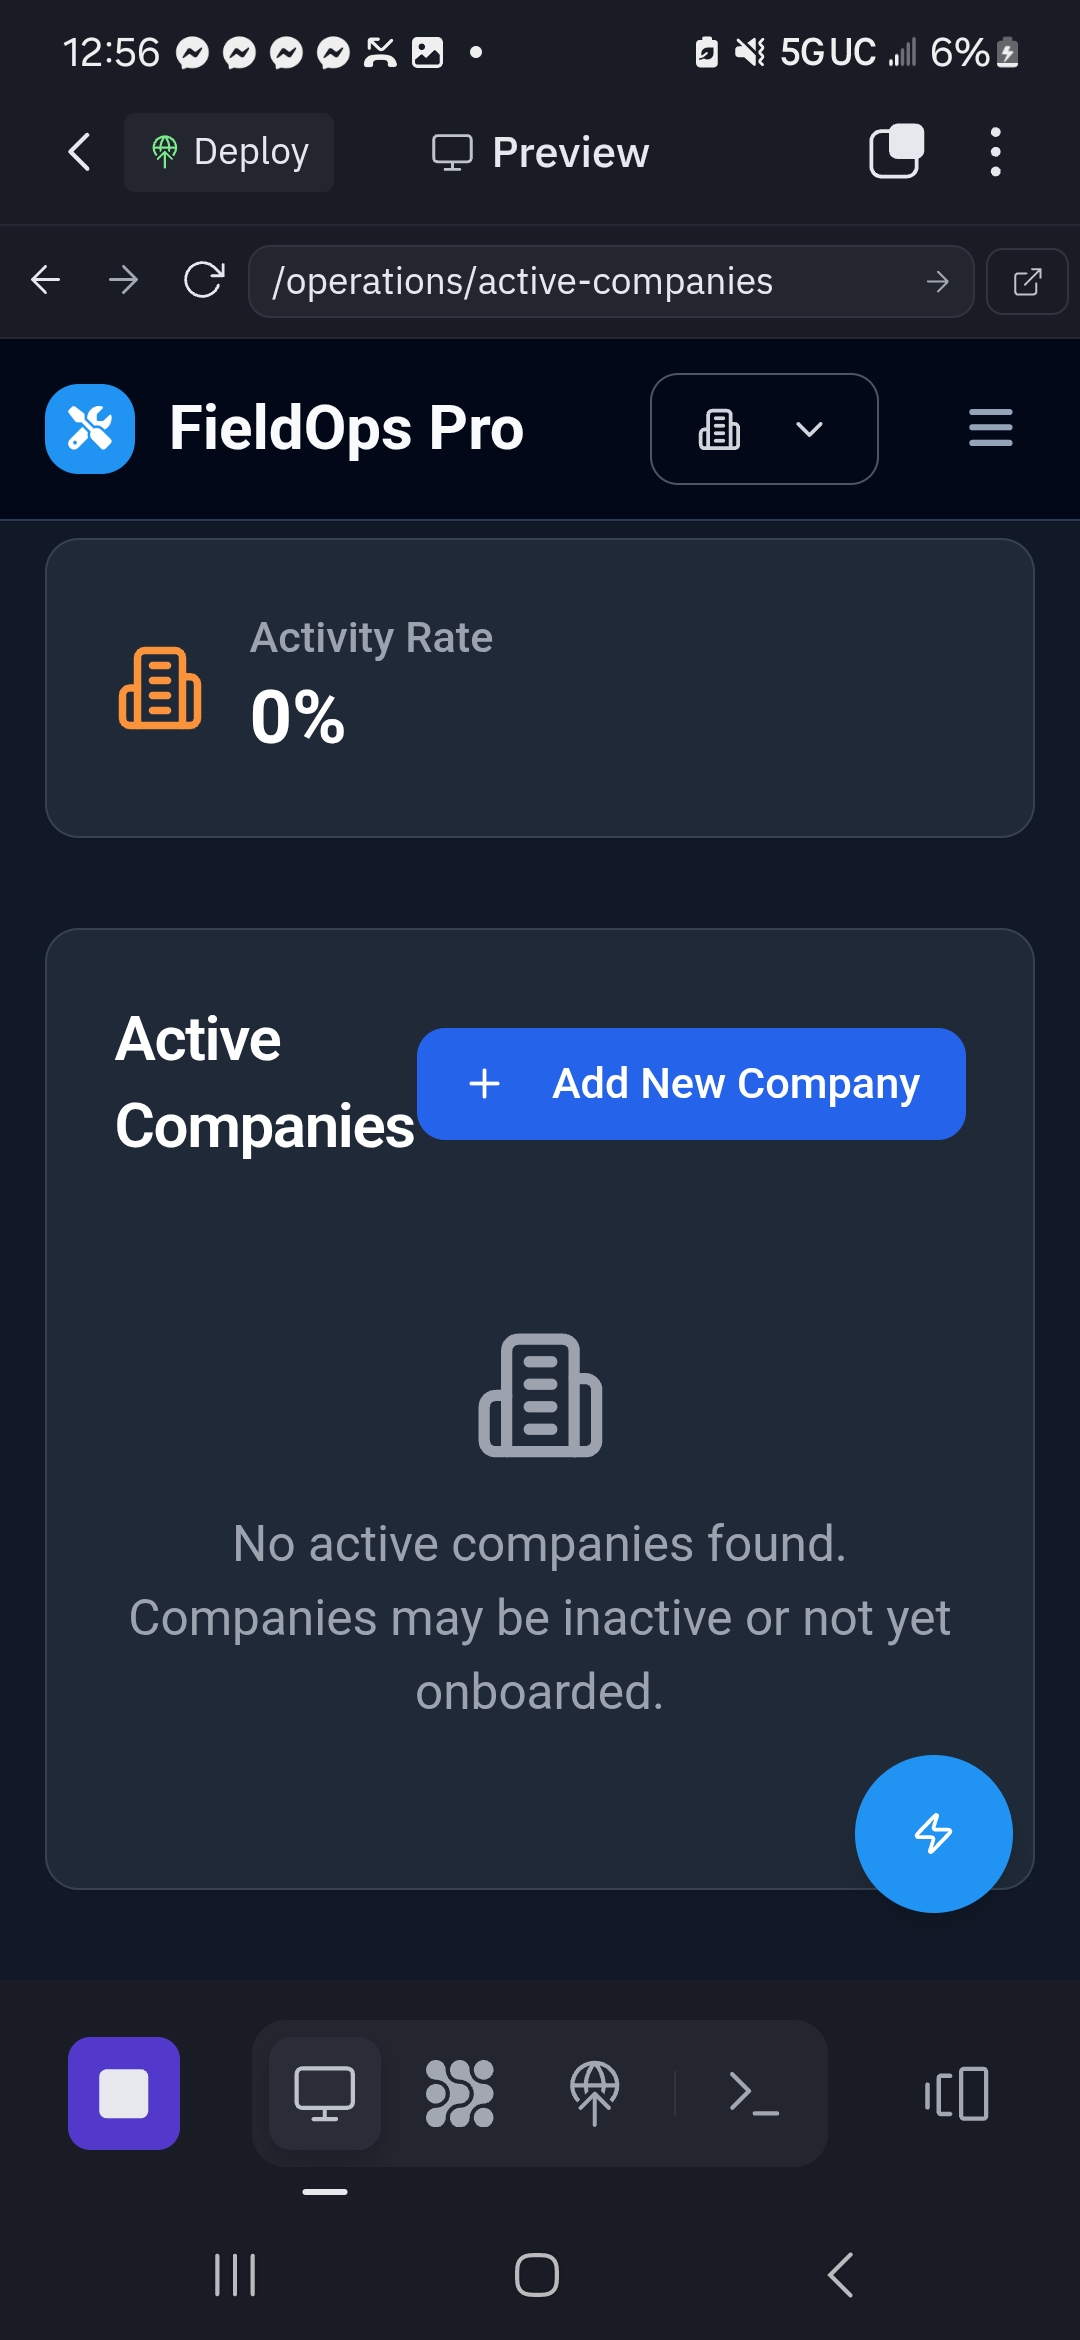 12:56
5G UC
6%
Deploy
Preview
/operations/active-companies
FieldOps Pro
Activity Rate
0%
Active
Companies
Add New Company
No active companies found.
Companies may be inactive or not yet
onboarded.